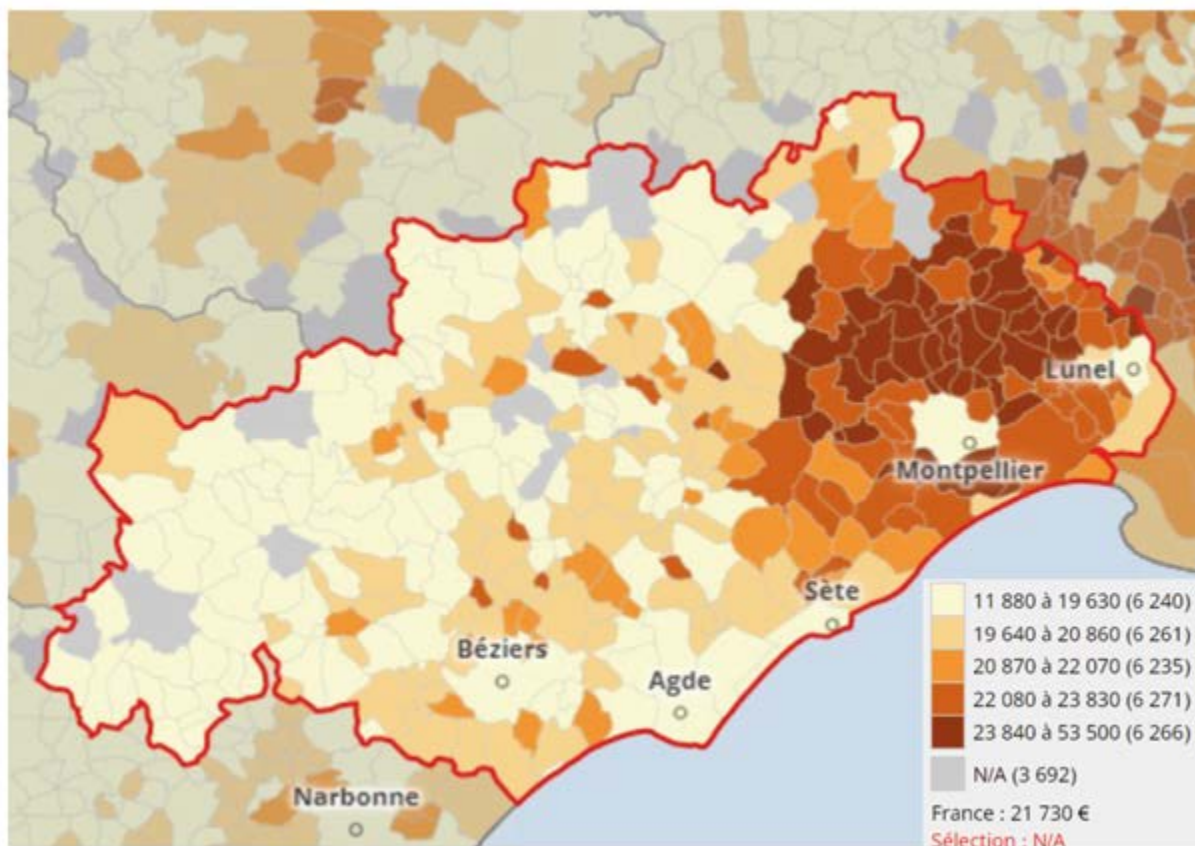 Lunel
Montpellier
Sète
Béziers
Agde
Narbonne
11 880 à 19 630 (6 240)
19 640 à 20 860 (6 261)
20 870 à 22 070 (6 235)
22 080 à 23 830 (6 271)
23 840 à 53 500 (6 266)
N/A (3 692)
France : 21 730 €
Sélection : N/A